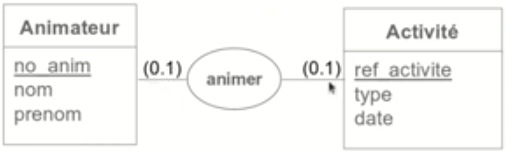 Animateur
no_anim
nom
prenom
(0.1)
animer
(0.1)
Activité
ref_activite
type
date